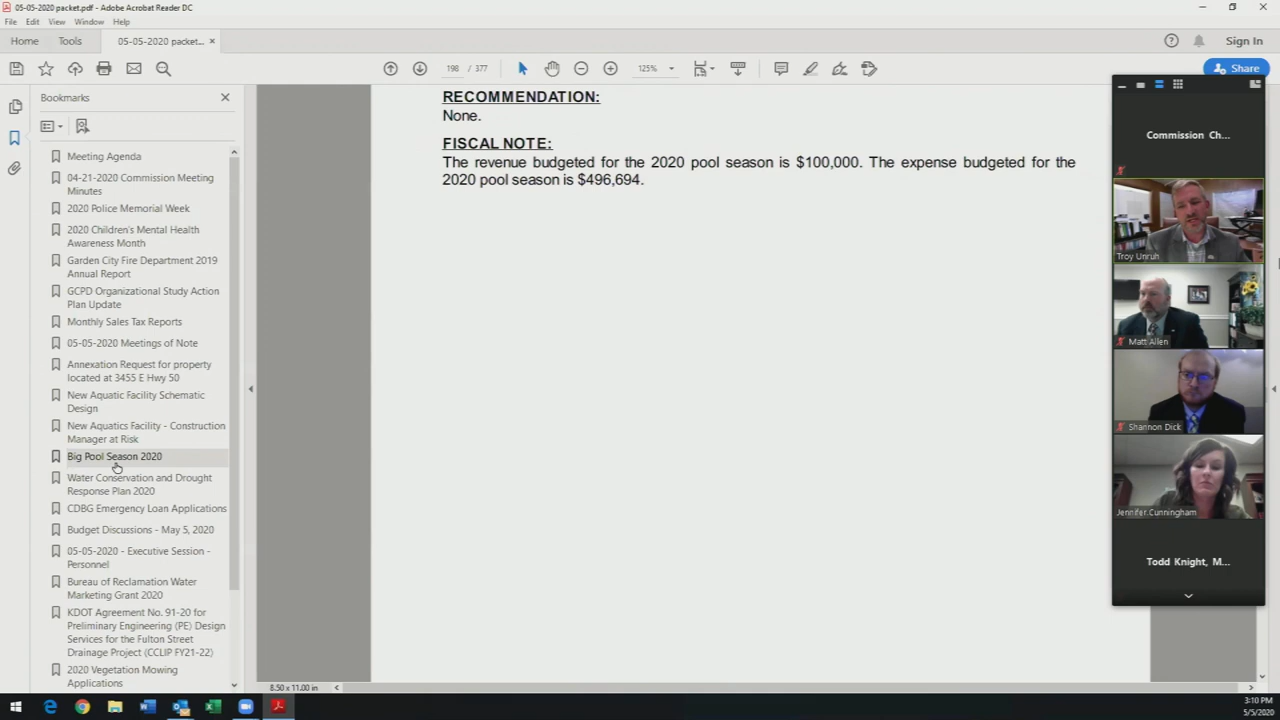 05-05-2020 packet.pdf - Adobe Acrobat Reader DC
File Edit View Window Help
Home Tools 05-05-2020 packet... ×
Sign In
198 / 377
125%
Share
Bookmarks
Meeting Agenda
04-21-2020 Commission Meeting
Minutes
2020 Police Memorial Week
2020 Children's Mental Health
Awareness Month
Garden City Fire Department 2019
Annual Report
GCPD Organizational Study Action
Plan Update
Monthly Sales Tax Reports
05-05-2020 Meetings of Note
Annexation Request for property
located at 3455 E Hwy 50
New Aquatic Facility Schematic
Design
New Aquatics Facility - Construction
Manager at Risk
Big Pool Season 2020
Water Conservation and Drought
Response Plan 2020
CDBG Emergency Loan Applications
Budget Discussions - May 5, 2020
05-05-2020 - Executive Session -
Personnel
Bureau of Reclamation Water
Marketing Grant 2020
KDOT Agreement No. 91-20 for
Preliminary Engineering (PE) Design
Services for the Fulton Street
Drainage Project (CCLIP FY21-22)
2020 Vegetation Mowing
Applications
RECOMMENDATION:
None.
FISCAL NOTE:
The revenue budgeted for the 2020 pool season is $100,000. The expense budgeted for the
2020 pool season is $496,694.
8.50 x 11.00 in
Commission Ch...
Troy Unruh
Matt Allen
Shannon Dick
Jennifer.Cunningham
Todd Knight, M...
3:10 PM
5/5/2020